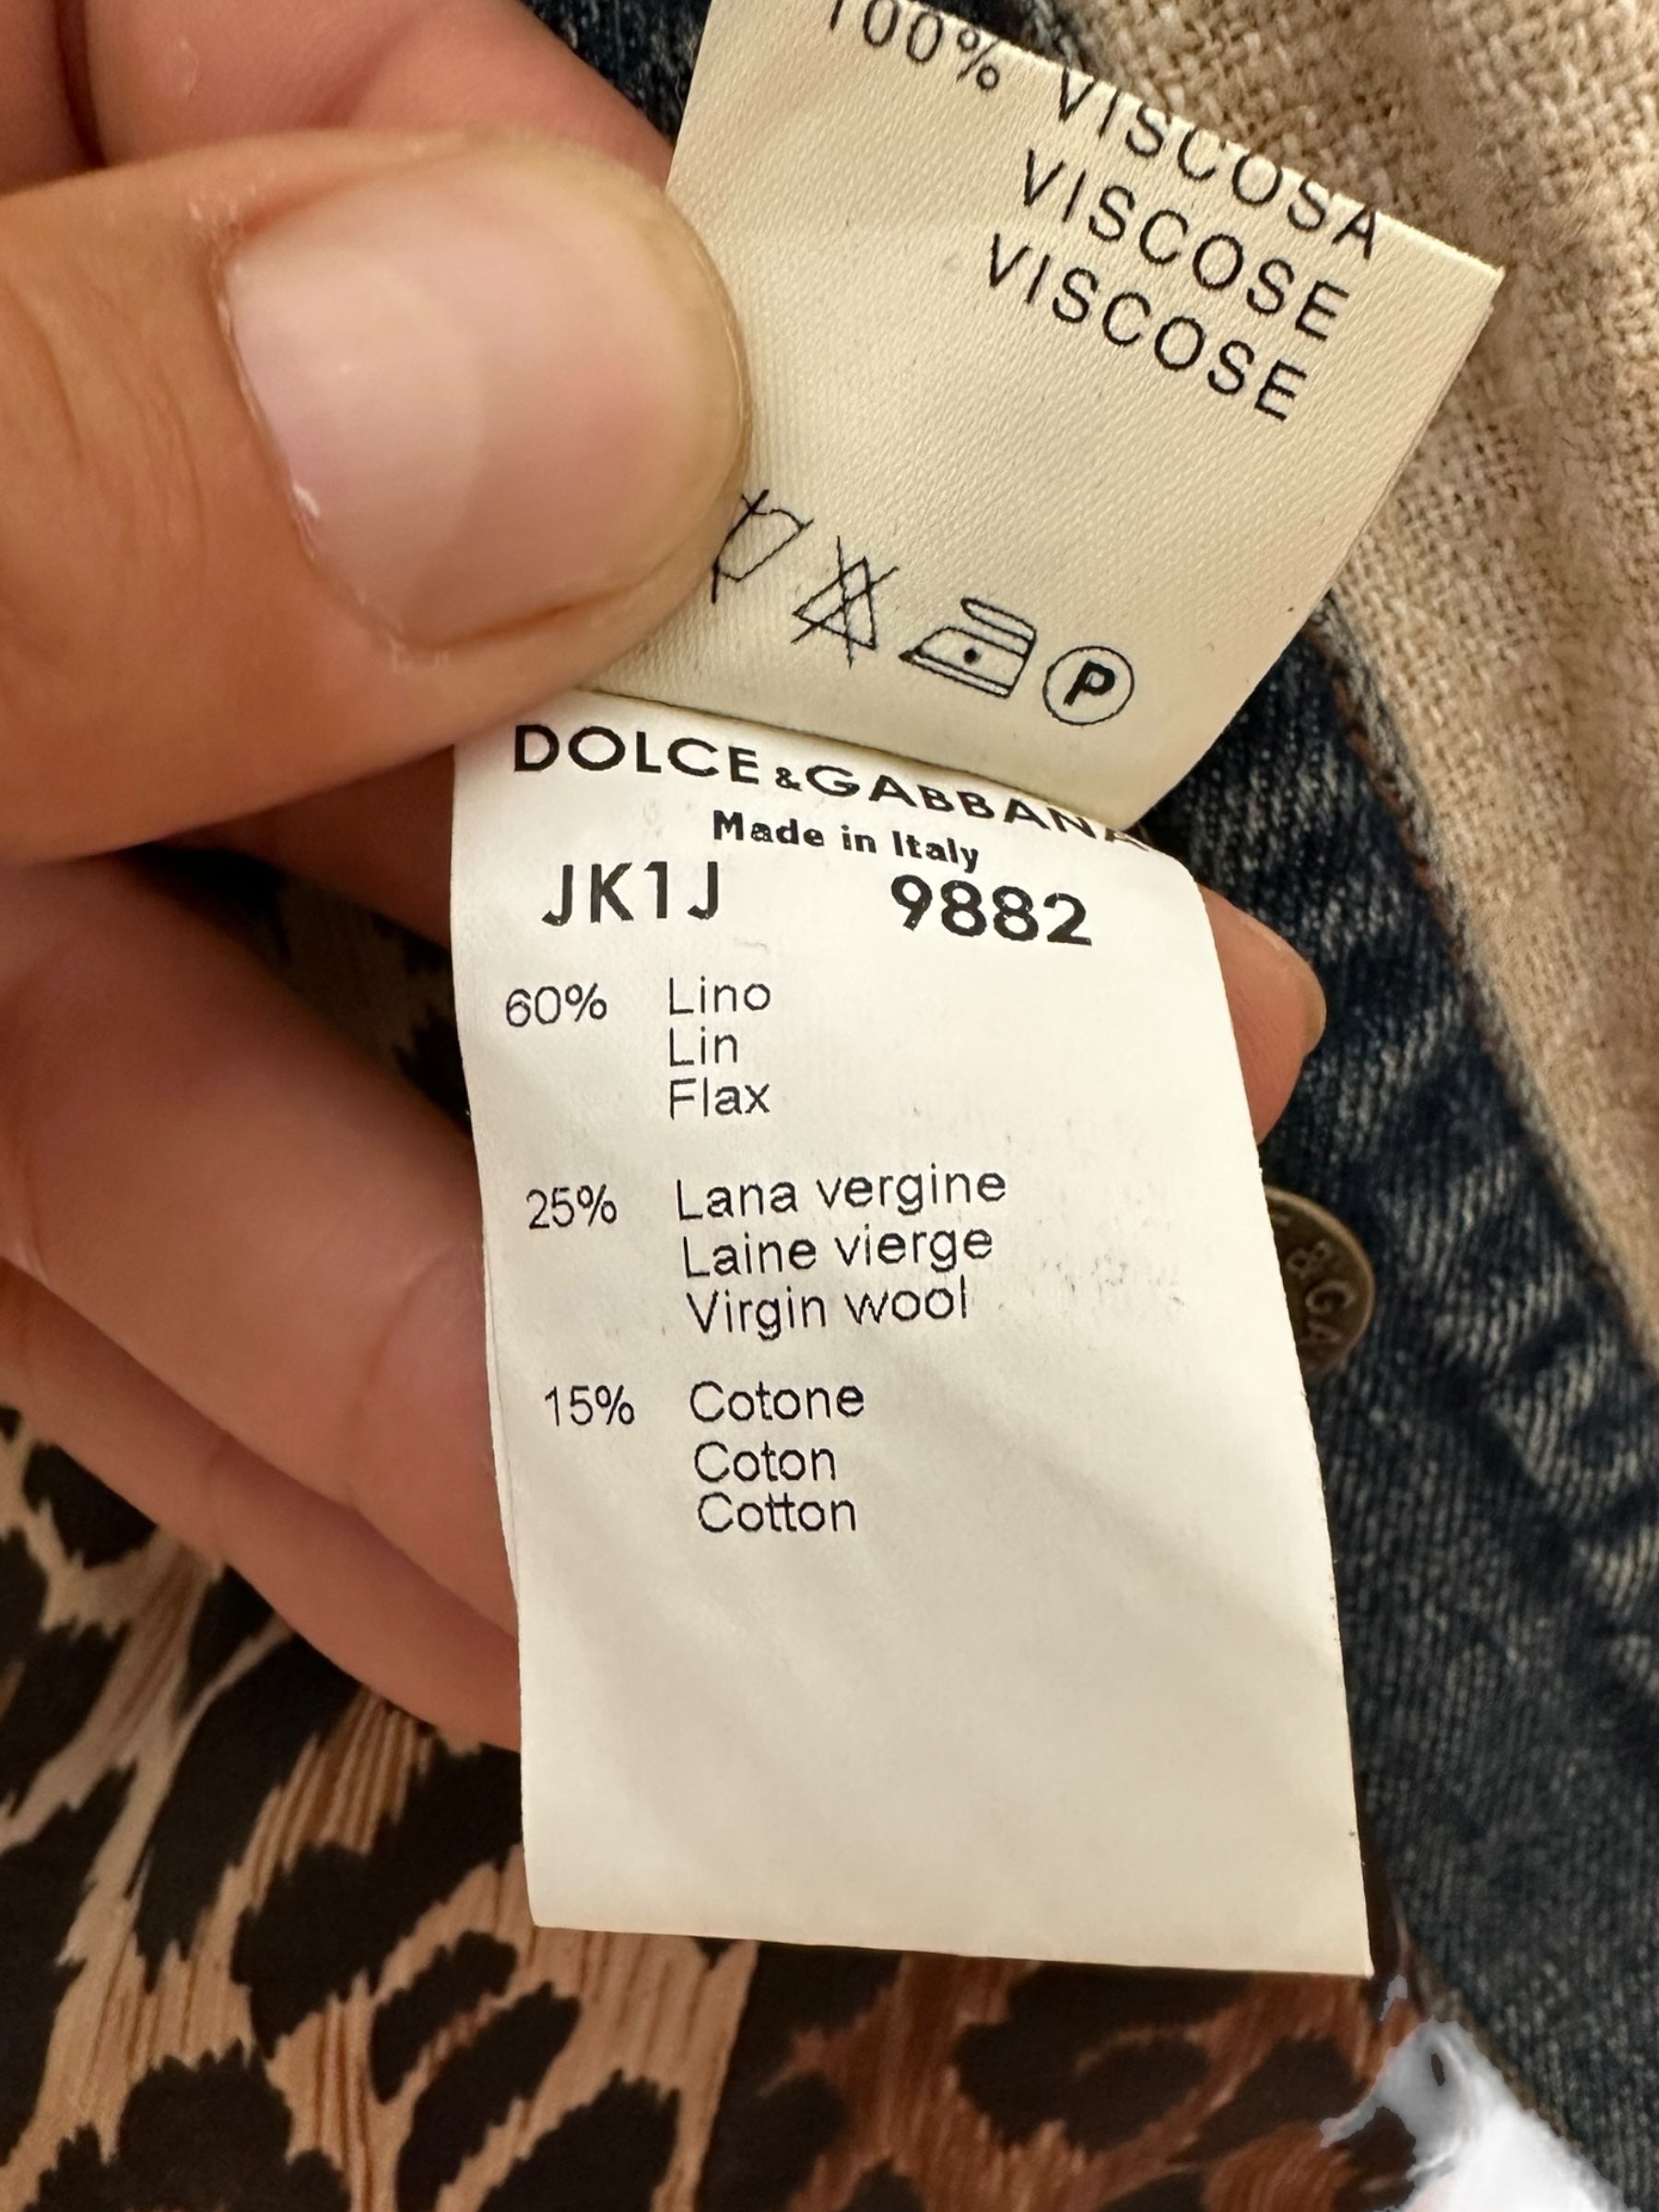 100% VISCOSA
VISCOSE
VISCOSE
P
DOLCE&GABBANA
Made in Italy
JK1J 9882
60% Lino
Lin
Flax
25% Lana vergine
Laine vierge
Virgin wool
15% Cotone
Coton
Cotton
&GA